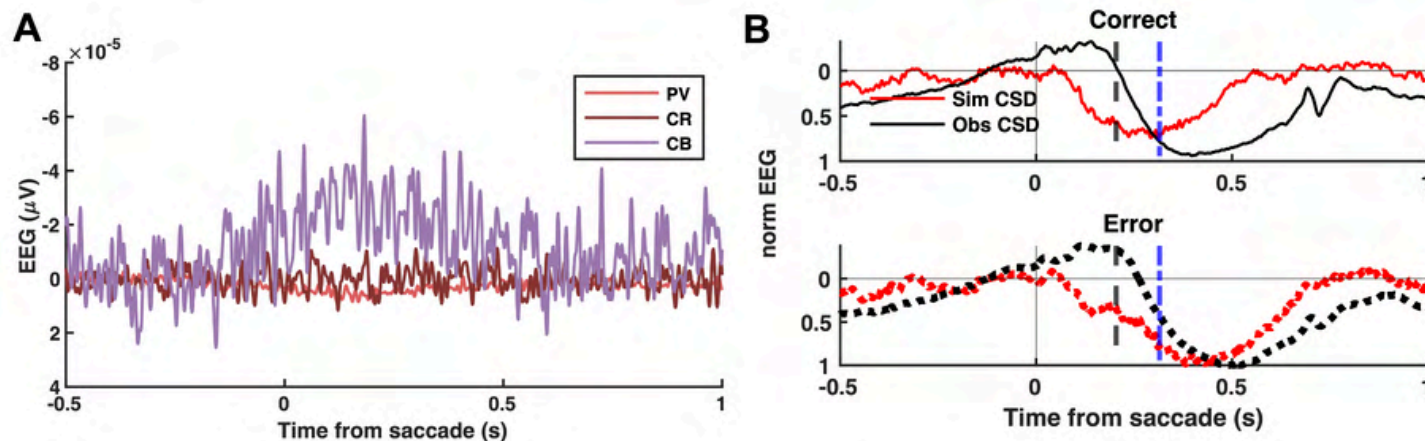 A
×10⁻⁵
-8
-6
-4
-2
0
2
4
EEG (μV)
PV
CR
CB
-0.5
0
0.5
1
Time from saccade (s)
B
Correct
0
0.5
1
Sim CSD
Obs CSD
-0.5
0
0.5
1
norm EEG
Error
0
0.5
1
-0.5
0
0.5
1
Time from saccade (s)